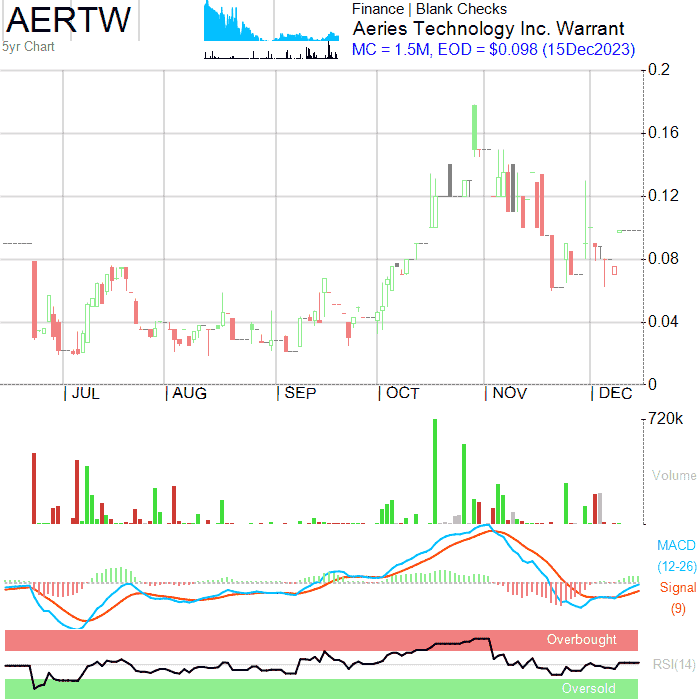 AERTW
5yr Chart
Finance | Blank Checks
Aeries Technology Inc. Warrant
MC = 1.5M, EOD = $0.098 (15Dec2023)
0.2
0.16
0.12
0.08
0.04
0
| JUL | AUG | SEP | OCT | NOV | DEC
720k
Volume
MACD
(12-26)
Signal
(9)
Overbought
RSI(14)
Oversold